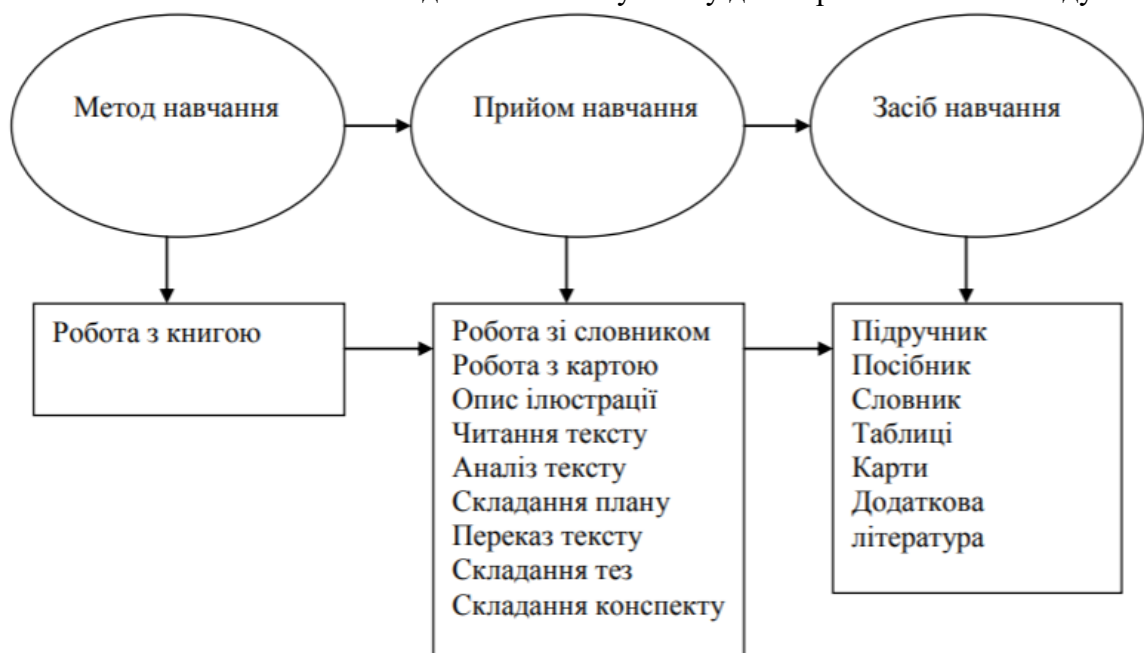 Метод навчання
Прийом навчання
Засіб навчання
Робота з книгою
Робота зі словником
Робота з картою
Опис ілюстрації
Читання тексту
Аналіз тексту
Складання плану
Переказ тексту
Складання тез
Складання конспекту
Підручник
Посібник
Словник
Таблиці
Карти
Додаткова
література